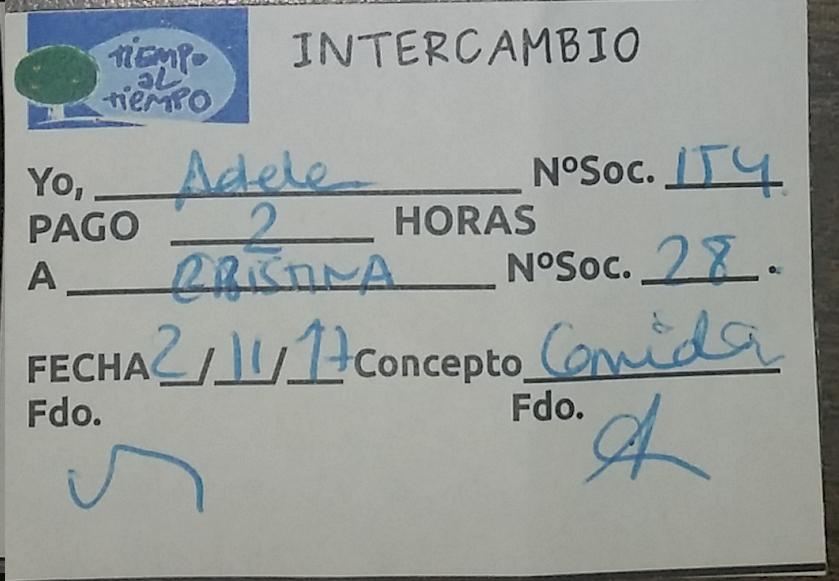 TIEMPO
AL
TIEMPO
INTERCAMBIO
Yo, Adele NºSoc. 154
PAGO 2 HORAS
A CRISTINA NºSoc. 28.
FECHA 2/11/17 Concepto Comida
Fdo. Fdo.